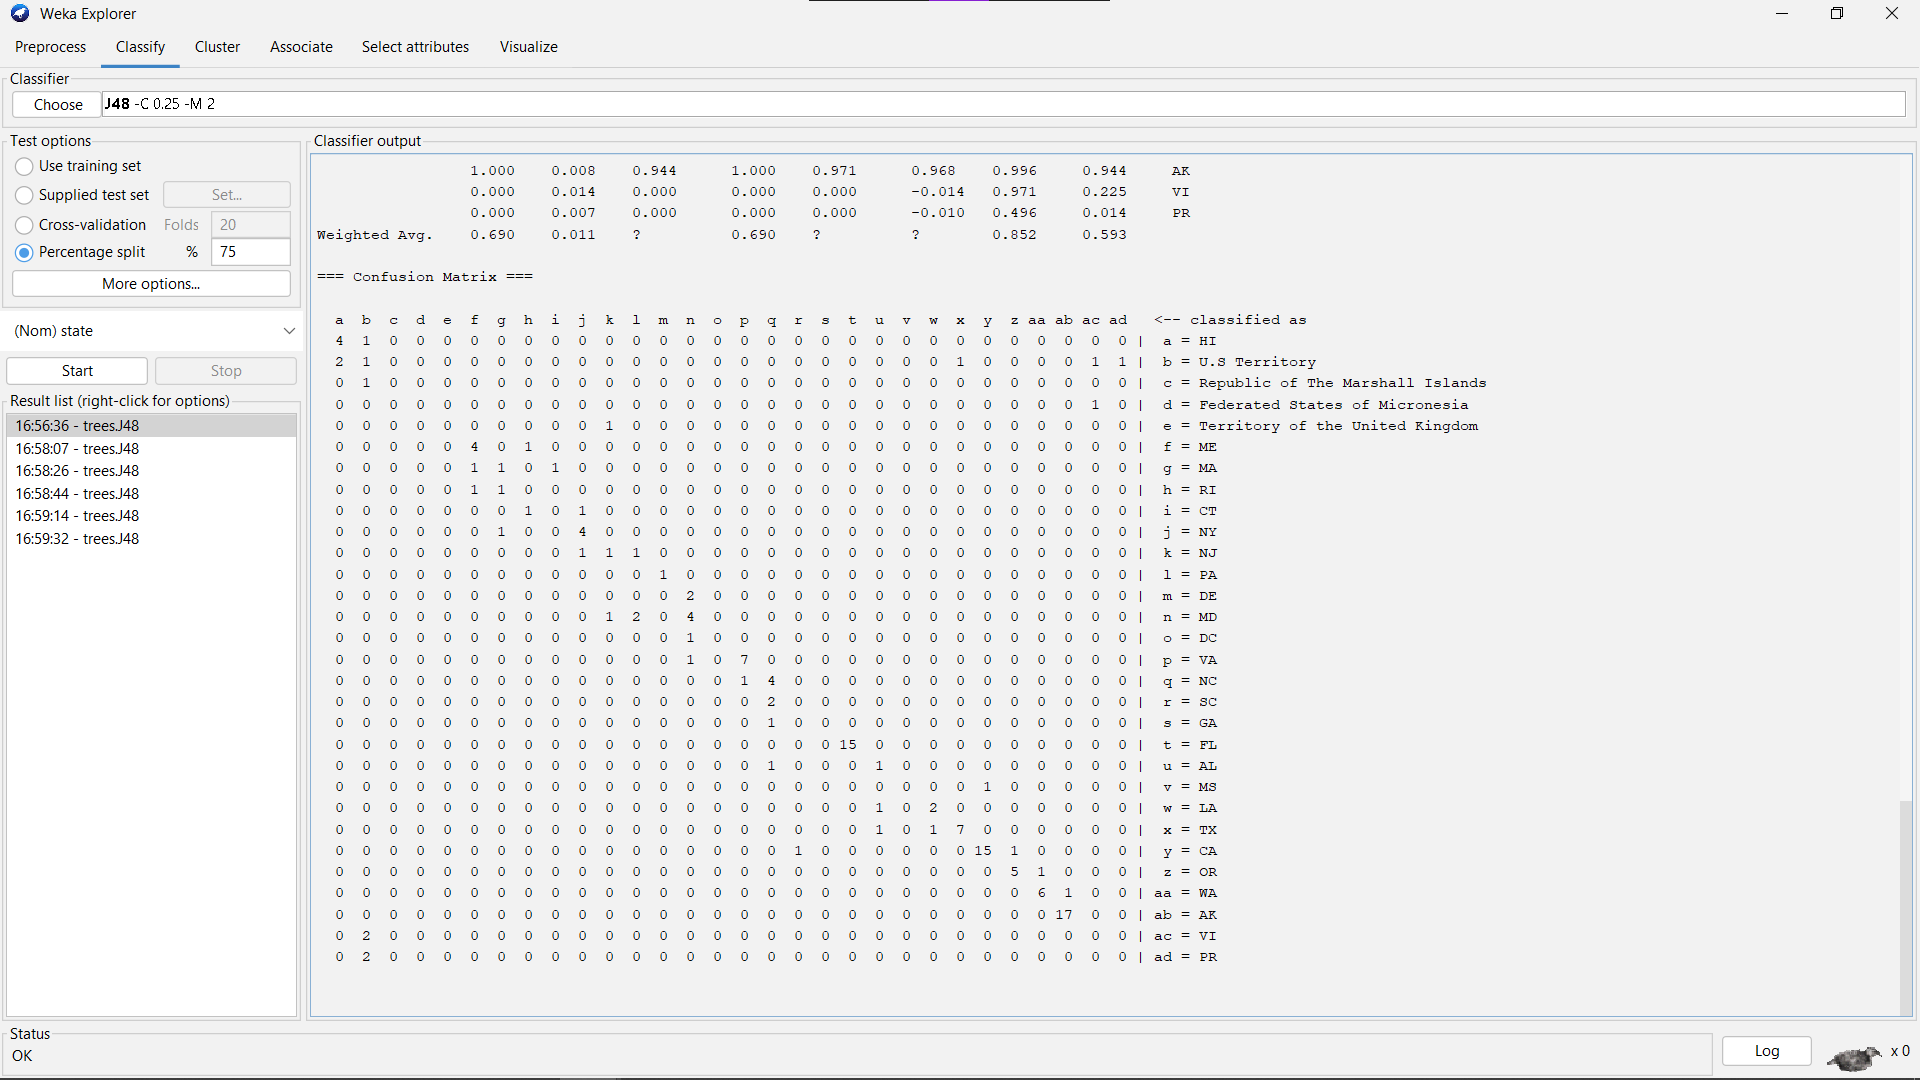 Weka Explorer
Preprocess Classify Cluster Associate Select attributes Visualize
Classifier
Choose J48 -C 0.25 -M 2
Test options
Use training set
Supplied test set Set...
Cross-validation Folds 20
Percentage split % 75
More options...
(Nom) state
Start Stop
Result list (right-click for options)
16:56:36 - trees.J48
16:58:07 - trees.J48
16:58:26 - trees.J48
16:58:44 - trees.J48
16:59:14 - trees.J48
16:59:32 - trees.J48
Classifier output
1.000 0.008 0.944 1.000 0.971 0.968 0.996 0.944 AK
0.000 0.014 0.000 0.000 0.000 -0.014 0.971 0.225 VI
0.000 0.007 0.000 0.000 0.000 -0.010 0.496 0.014 PR
Weighted Avg. 0.690 0.011 ? 0.690 ? ? 0.852 0.593
=== Confusion Matrix ===
a b c d e f g h i j k l m n o p q r s t u v w x y z aa ab ac ad <-- classified as
4 1 0 0 0 0 0 0 0 0 0 0 0 0 0 0 0 0 0 0 0 0 0 0 0 0 0 0 0 0 | a = HI
2 1 0 0 0 0 0 0 0 0 0 0 0 0 0 0 0 0 0 0 0 0 0 1 0 0 0 0 1 1 | b = U.S Territory
0 1 0 0 0 0 0 0 0 0 0 0 0 0 0 0 0 0 0 0 0 0 0 0 0 0 0 0 0 0 | c = Republic of The Marshall Islands
0 0 0 0 0 0 0 0 0 0 0 0 0 0 0 0 0 0 0 0 0 0 0 0 0 0 0 0 1 0 | d = Federated States of Micronesia
0 0 0 0 0 0 0 0 0 0 1 0 0 0 0 0 0 0 0 0 0 0 0 0 0 0 0 0 0 0 | e = Territory of the United Kingdom
0 0 0 0 0 4 0 1 0 0 0 0 0 0 0 0 0 0 0 0 0 0 0 0 0 0 0 0 0 0 | f = ME
0 0 0 0 0 1 1 0 1 0 0 0 0 0 0 0 0 0 0 0 0 0 0 0 0 0 0 0 0 0 | g = MA
0 0 0 0 0 1 1 0 0 0 0 0 0 0 0 0 0 0 0 0 0 0 0 0 0 0 0 0 0 0 | h = RI
0 0 0 0 0 0 0 1 0 1 0 0 0 0 0 0 0 0 0 0 0 0 0 0 0 0 0 0 0 0 | i = CT
0 0 0 0 0 0 1 0 0 4 0 0 0 0 0 0 0 0 0 0 0 0 0 0 0 0 0 0 0 0 | j = NY
0 0 0 0 0 0 0 0 0 1 1 1 0 0 0 0 0 0 0 0 0 0 0 0 0 0 0 0 0 0 | k = NJ
0 0 0 0 0 0 0 0 0 0 0 0 1 0 0 0 0 0 0 0 0 0 0 0 0 0 0 0 0 0 | l = PA
0 0 0 0 0 0 0 0 0 0 0 0 0 2 0 0 0 0 0 0 0 0 0 0 0 0 0 0 0 0 | m = DE
0 0 0 0 0 0 0 0 0 0 1 2 0 4 0 0 0 0 0 0 0 0 0 0 0 0 0 0 0 0 | n = MD
0 0 0 0 0 0 0 0 0 0 0 0 0 1 0 0 0 0 0 0 0 0 0 0 0 0 0 0 0 0 | o = DC
0 0 0 0 0 0 0 0 0 0 0 0 0 1 0 7 0 0 0 0 0 0 0 0 0 0 0 0 0 0 | p = VA
0 0 0 0 0 0 0 0 0 0 0 0 0 0 0 1 4 0 0 0 0 0 0 0 0 0 0 0 0 0 | q = NC
0 0 0 0 0 0 0 0 0 0 0 0 0 0 0 0 2 0 0 0 0 0 0 0 0 0 0 0 0 0 | r = SC
0 0 0 0 0 0 0 0 0 0 0 0 0 0 0 0 1 0 0 0 0 0 0 0 0 0 0 0 0 0 | s = GA
0 0 0 0 0 0 0 0 0 0 0 0 0 0 0 0 0 0 0 15 0 0 0 0 0 0 0 0 0 0 | t = FL
0 0 0 0 0 0 0 0 0 0 0 0 0 0 0 0 1 0 0 0 1 0 0 0 0 0 0 0 0 0 | u = AL
0 0 0 0 0 0 0 0 0 0 0 0 0 0 0 0 0 0 0 0 0 0 0 0 1 0 0 0 0 0 | v = MS
0 0 0 0 0 0 0 0 0 0 0 0 0 0 0 0 0 0 0 0 1 0 2 0 0 0 0 0 0 0 | w = LA
0 0 0 0 0 0 0 0 0 0 0 0 0 0 0 0 0 0 0 0 1 0 1 7 0 0 0 0 0 0 | x = TX
0 0 0 0 0 0 0 0 0 0 0 0 0 0 0 0 0 1 0 0 0 0 0 0 15 1 0 0 0 0 | y = CA
0 0 0 0 0 0 0 0 0 0 0 0 0 0 0 0 0 0 0 0 0 0 0 0 0 5 1 0 0 0 | z = OR
0 0 0 0 0 0 0 0 0 0 0 0 0 0 0 0 0 0 0 0 0 0 0 0 0 0 6 1 0 0 | aa = WA
0 0 0 0 0 0 0 0 0 0 0 0 0 0 0 0 0 0 0 0 0 0 0 0 0 0 0 17 0 0 | ab = AK
0 2 0 0 0 0 0 0 0 0 0 0 0 0 0 0 0 0 0 0 0 0 0 0 0 0 0 0 0 0 | ac = VI
0 2 0 0 0 0 0 0 0 0 0 0 0 0 0 0 0 0 0 0 0 0 0 0 0 0 0 0 0 0 | ad = PR
Status
OK
Log
x 0